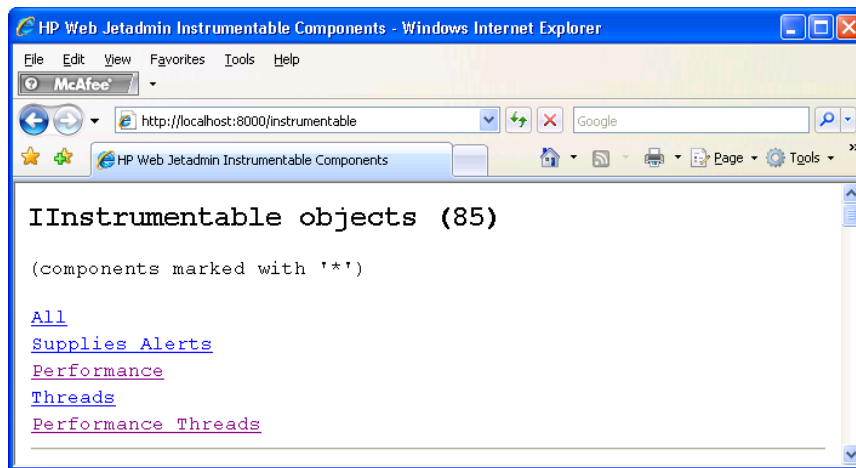 HP Web Jetadmin Instrumentable Components - Windows Internet Explorer
File Edit View Favorites Tools Help
McAfee
http://localhost:8000/instrumentable Google
HP Web Jetadmin Instrumentable Components Page Tools »
IInstrumentable objects (85)
(components marked with '*')
All
Supplies Alerts
Performance
Threads
Performance Threads